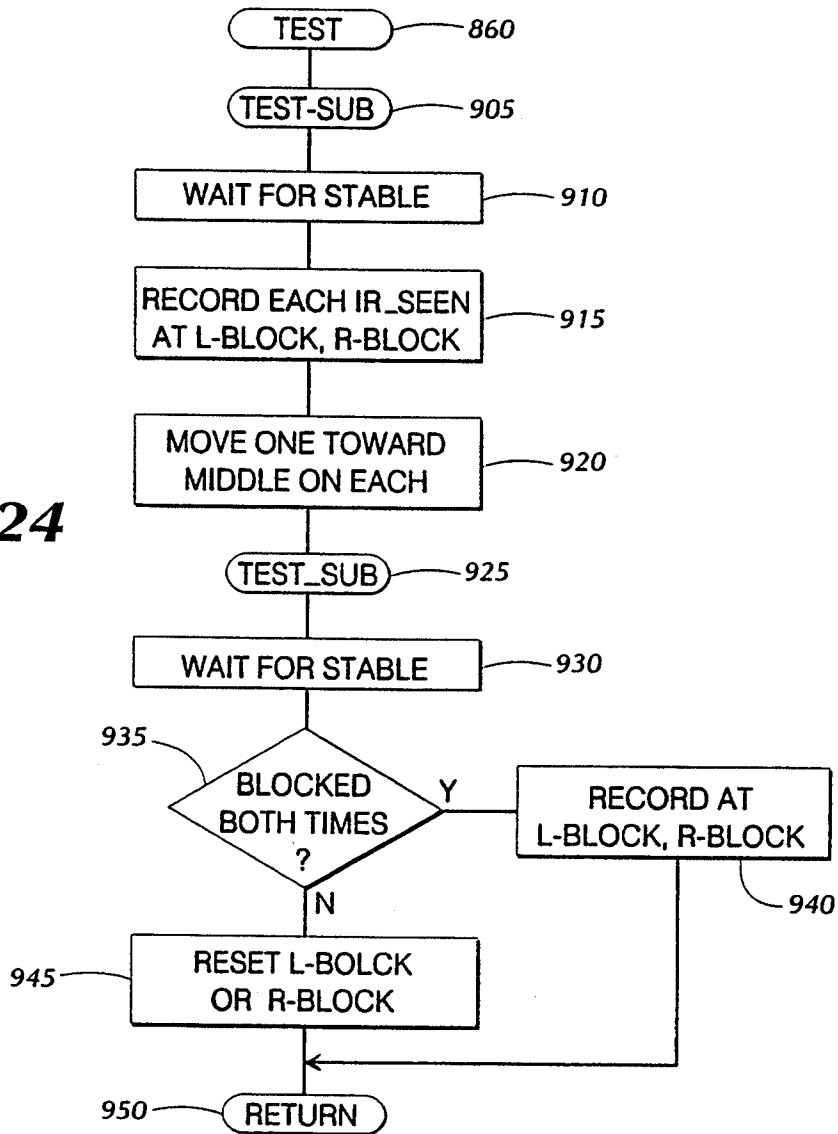 TEST
860
TEST-SUB
905
WAIT FOR STABLE
910
RECORD EACH IR_SEEN
AT L-BLOCK, R-BLOCK
915
MOVE ONE TOWARD
MIDDLE ON EACH
920
24
TEST_SUB
925
WAIT FOR STABLE
930
935
BLOCKED
BOTH TIMES
?
Y
N
RECORD AT
L-BLOCK, R-BLOCK
940
945
RESET L-BOLCK
OR R-BLOCK
950
RETURN